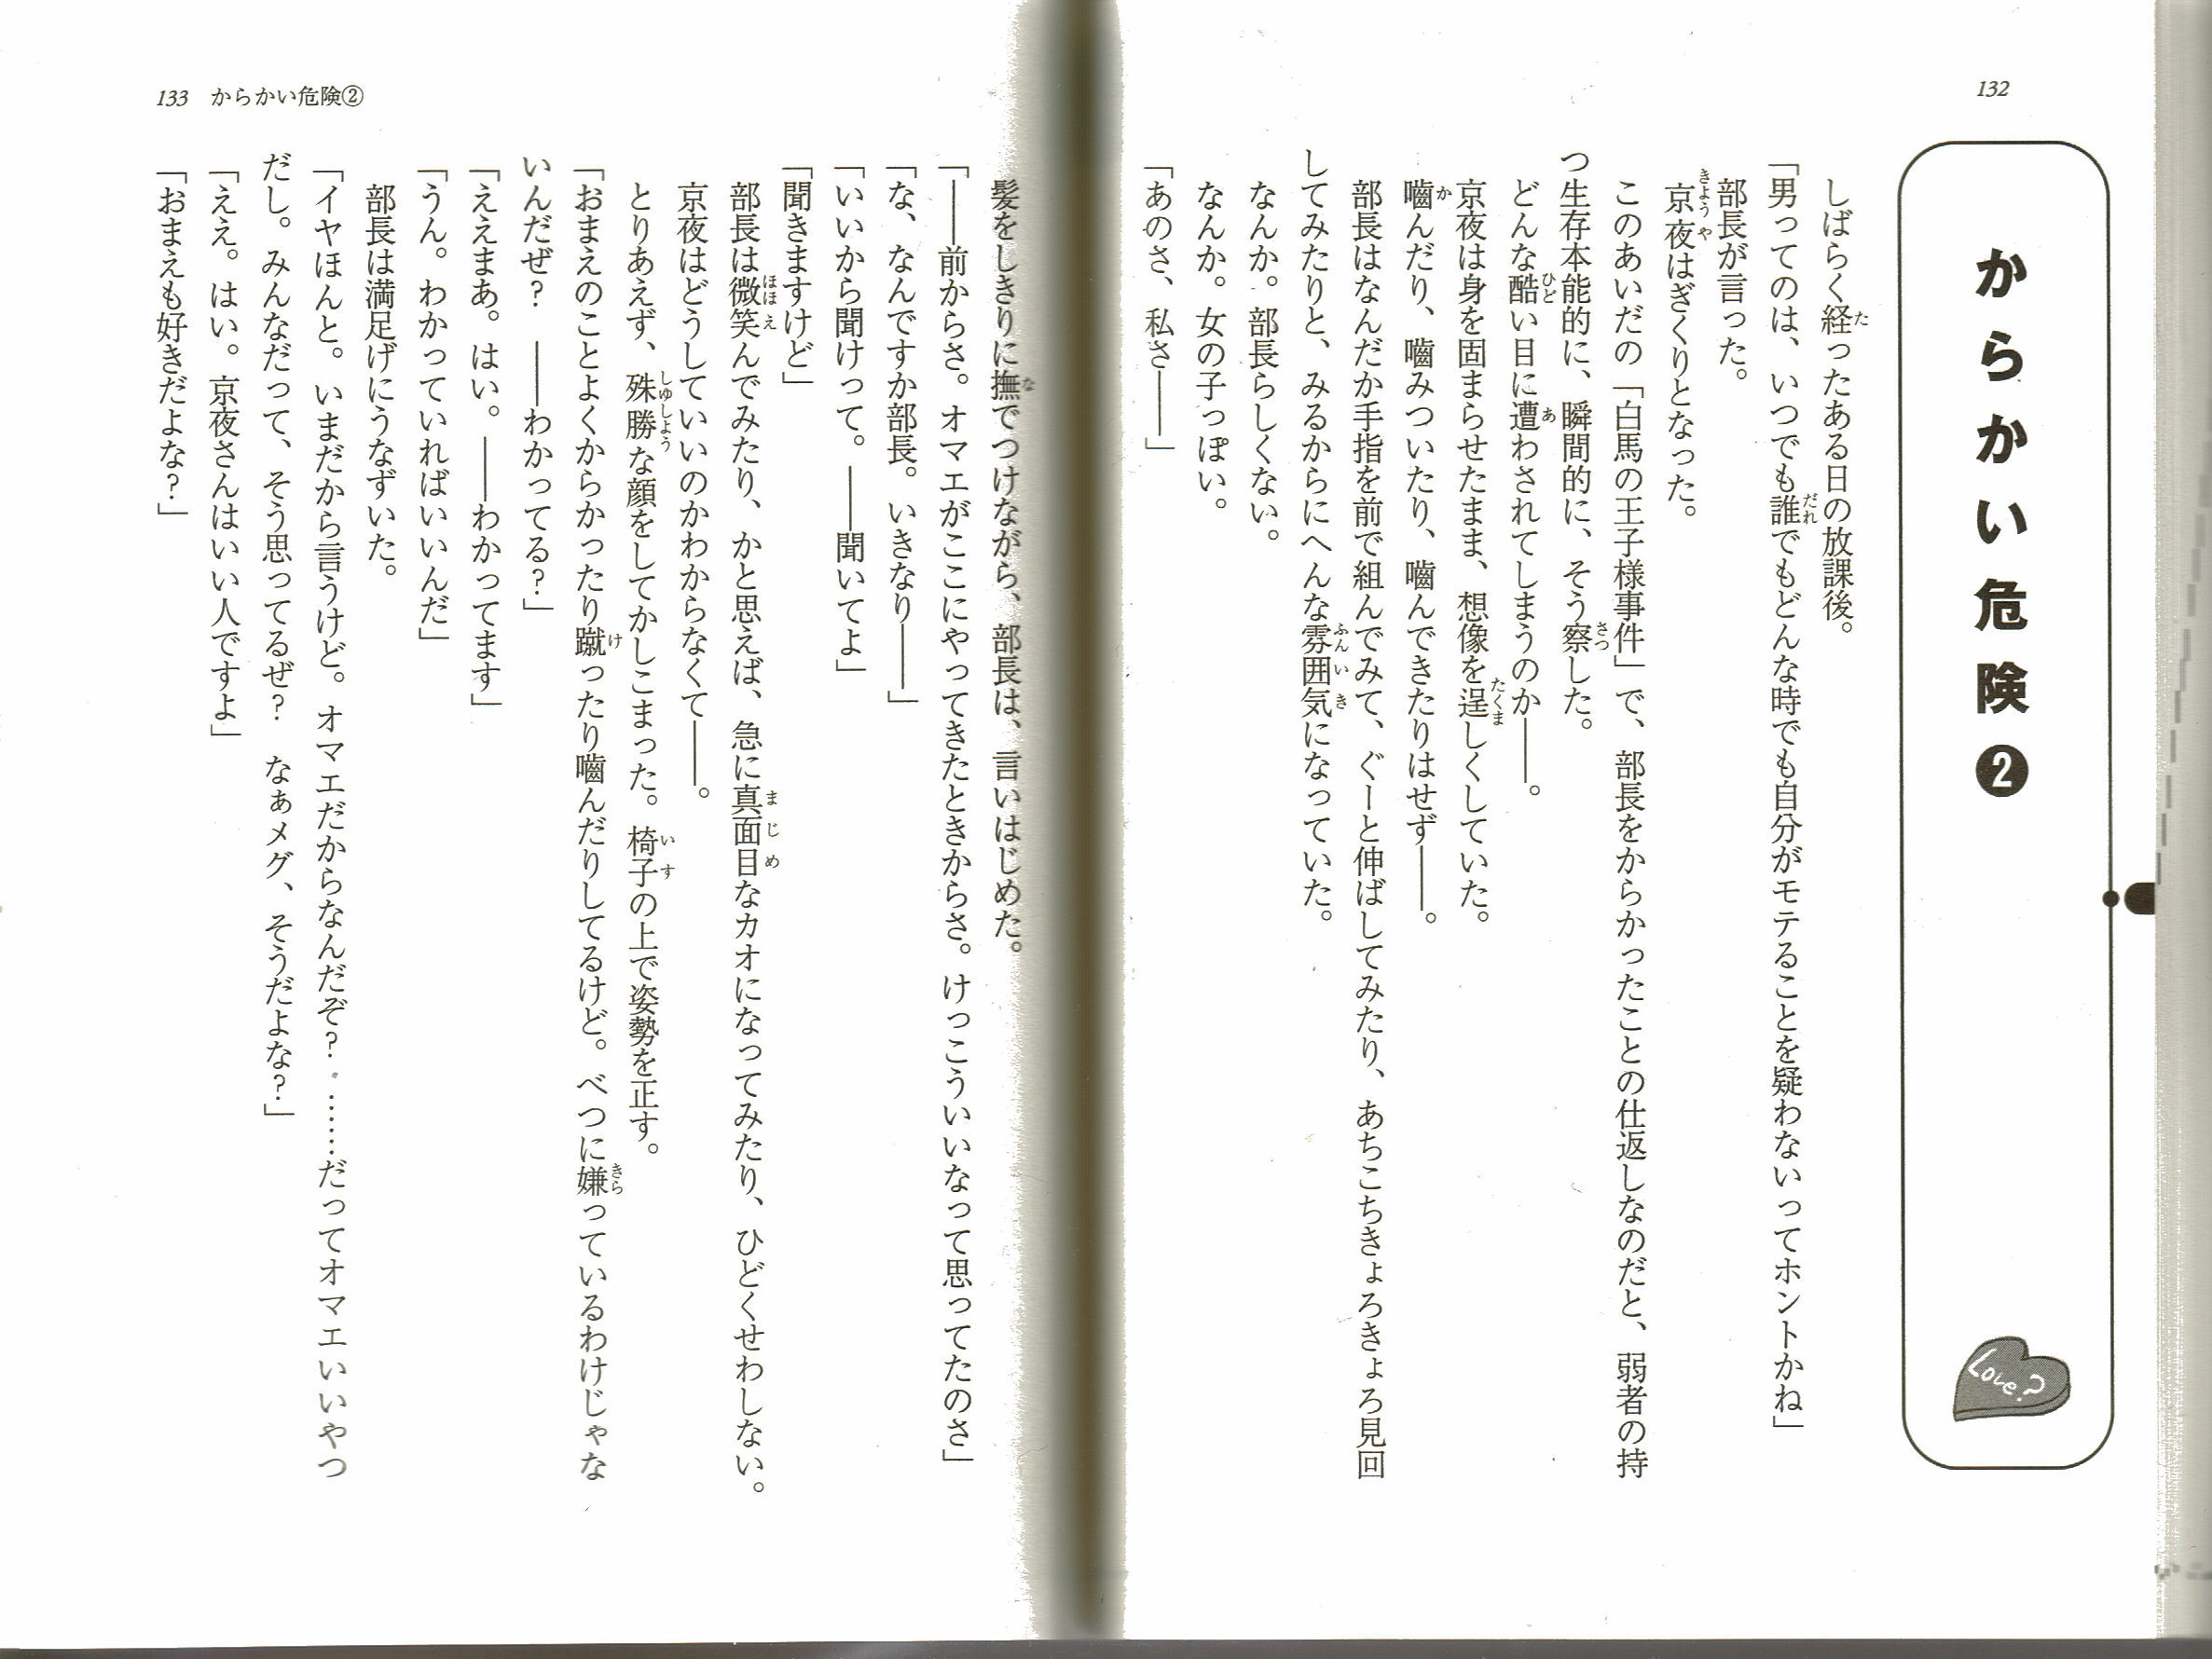 132
からかい危険❷
Love?
しばらく経ったある日の放課後。
「男ってのは、いつでも誰でもどんな時でも自分がモテることを疑わないってホントかね」
部長が言った。
京夜はぎくりとなった。
このあいだの「白馬の王子様事件」で、部長をからかったことの仕返しなのだと、弱者の持
つ生存本能的に、瞬間的に、そう察した。
どんな酷い目に遭わされてしまうのか――。
京夜は身を固まらせたまま、想像を逞しくしていた。
嚙んだり、嚙みついたり、嚙んできたりはせず――。
部長はなんだか手指を前で組んでみて、ぐーと伸ばしてみたり、あちこちきょろきょろ見回
してみたりと、みるからにへんな雰囲気になっていた。
なんか。部長らしくない。
なんか。女の子っぽい。
「あのさ、私さ――」
133 からかい危険②
髪をしきりに撫でつけながら、部長は、言いはじめた。
「――前からさ。オマエがここにやってきたときからさ。けっこういいなって思ってたのさ」
「な、なんですか部長。いきなり――」
「いいから聞けって。――聞いてよ」
「聞きますけど」
部長は微笑んでみたり、かと思えば、急に真面目なカオになってみたり、ひどくせわしない。
京夜はどうしていいのかわからなくて――。
とりあえず、殊勝な顔をしてかしこまった。椅子の上で姿勢を正す。
「おまえのことよくからかったり蹴ったり嚙んだりしてるけど。べつに嫌っているわけじゃな
いんだぜ？　――わかってる？」
「ええまあ。はい。――わかってます」
「うん。わかっていればいいんだ」
部長は満足げにうなずいた。
「イヤほんと。いまだから言うけど。オマエだからなんだぞ？……だってオマエいいやつ
だし。みんなだって、そう思ってるぜ？　なぁメグ、そうだよな？」
「ええ。はい。京夜さんはいい人ですよ」
「おまえも好きだよな？」